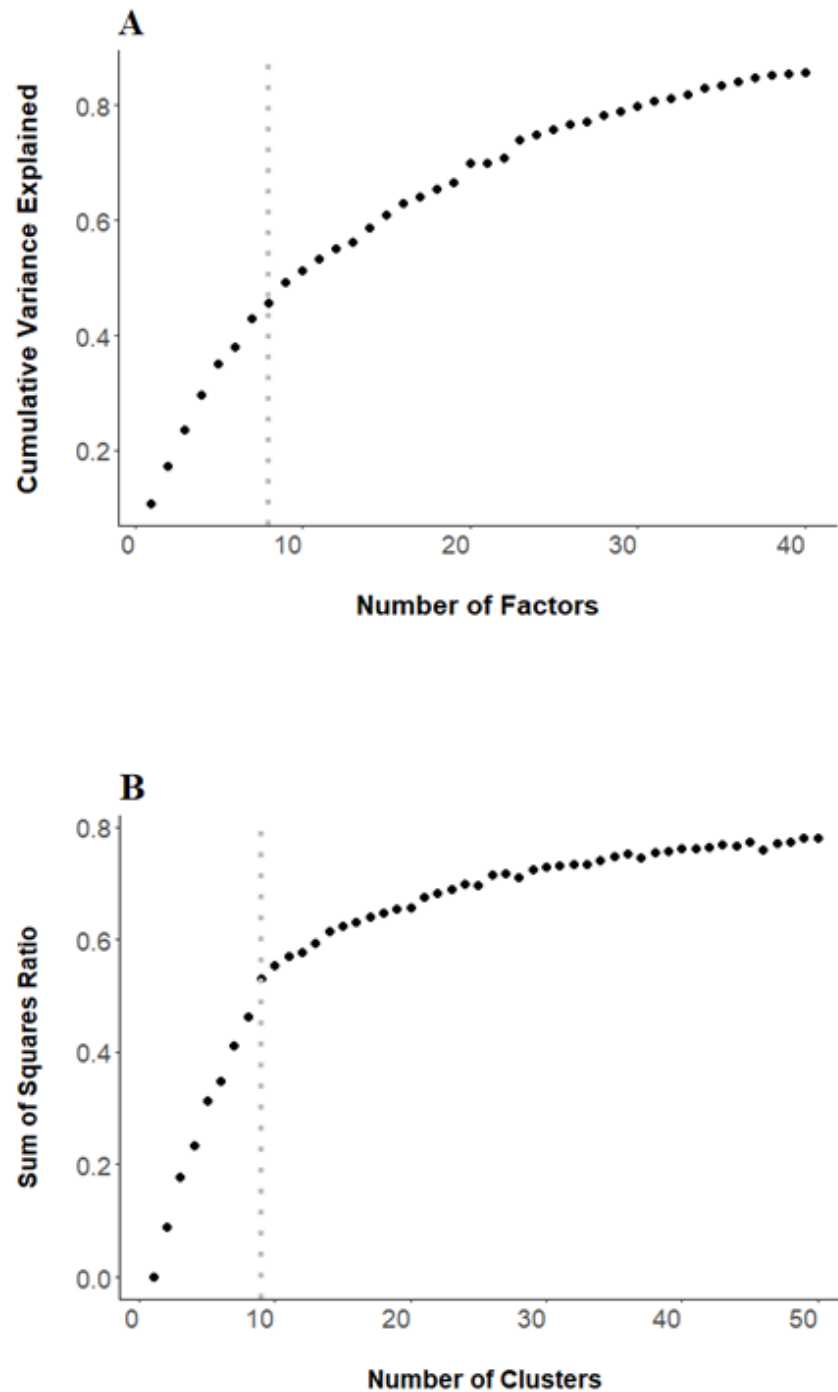 A
Cumulative Variance Explained
0.8
0.6
0.4
0.2
0 10 20 30 40
Number of Factors
B
Sum of Squares Ratio
0.8
0.6
0.4
0.2
0.0
0 10 20 30 40 50
Number of Clusters